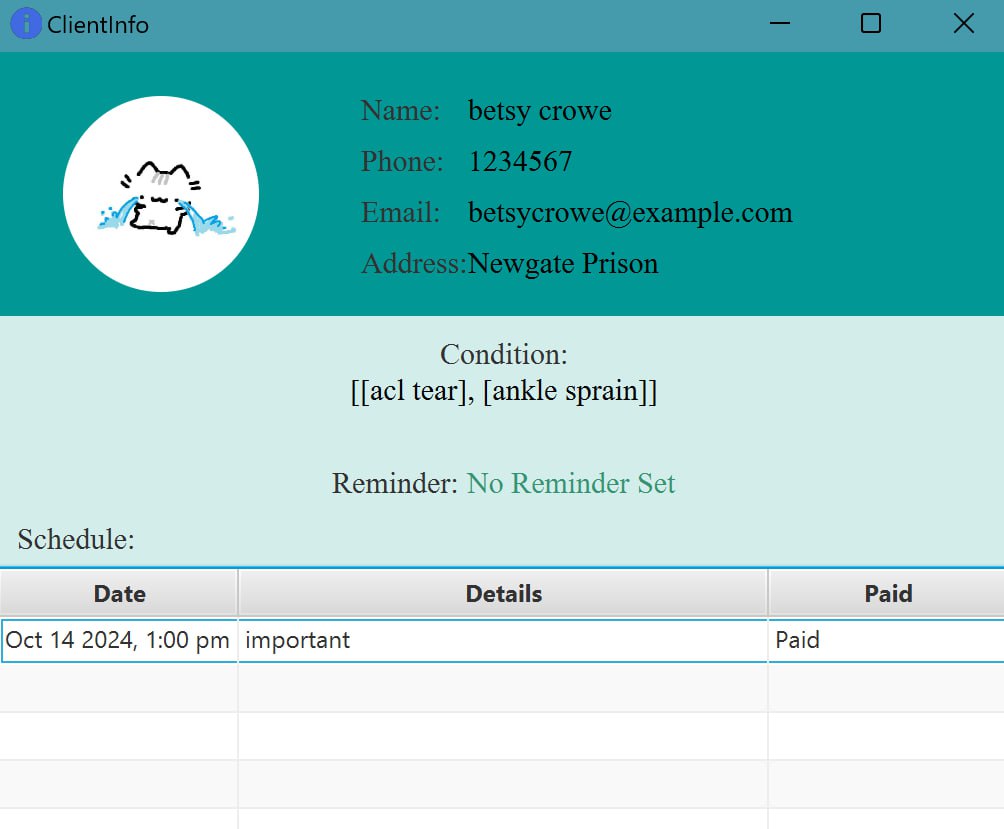 ClientInfo
Name: betsy crowe
Phone: 1234567
Email: betsycrowe@example.com
Address:Newgate Prison
Condition:
[[acl tear], [ankle sprain]]
Reminder: No Reminder Set
Schedule:
Date Details Paid
Oct 14 2024, 1:00 pm important Paid